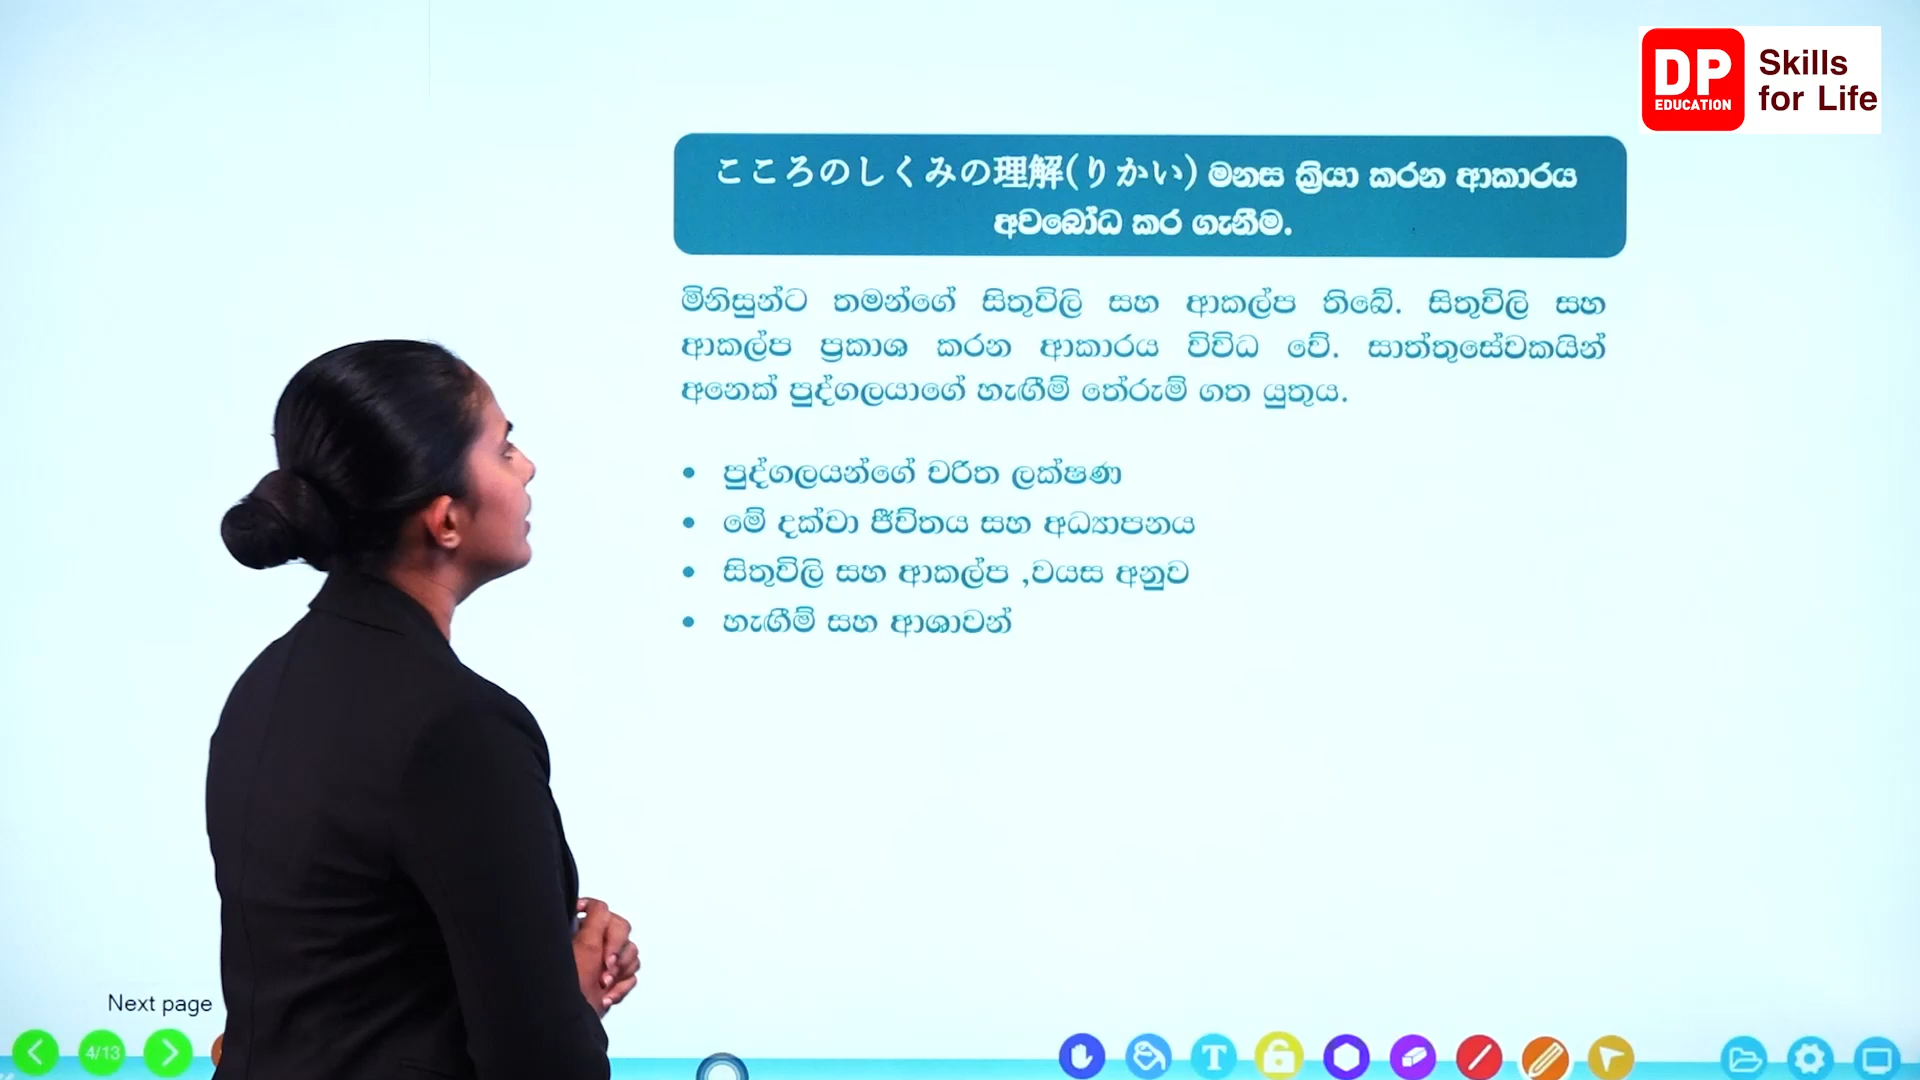 DP
EDUCATION
Skills
for Life
こころのしくみの理解(りかい) මනස ක්‍රියා කරන ආකාරය
අවබෝධ කර ගැනීම.
මිනිසුන්ට තමන්ගේ සිතුවිලි සහ ආකල්ප තිබේ. සිතුවිලි සහ
ආකල්ප ප්‍රකාශ කරන ආකාරය විවිධ වේ. සාත්තුසේවකයින්
අනෙක් පුද්ගලයාගේ හැඟීම් තේරුම් ගත යුතුය.
• පුද්ගලයන්ගේ චරිත ලක්ෂණ
• මේ දක්වා ජීවිතය සහ අධ්‍යාපනය
• සිතුවිලි සහ ආකල්ප ,වයස අනුව
• හැඟීම් සහ ආශාවන්
Next page
4/13
T